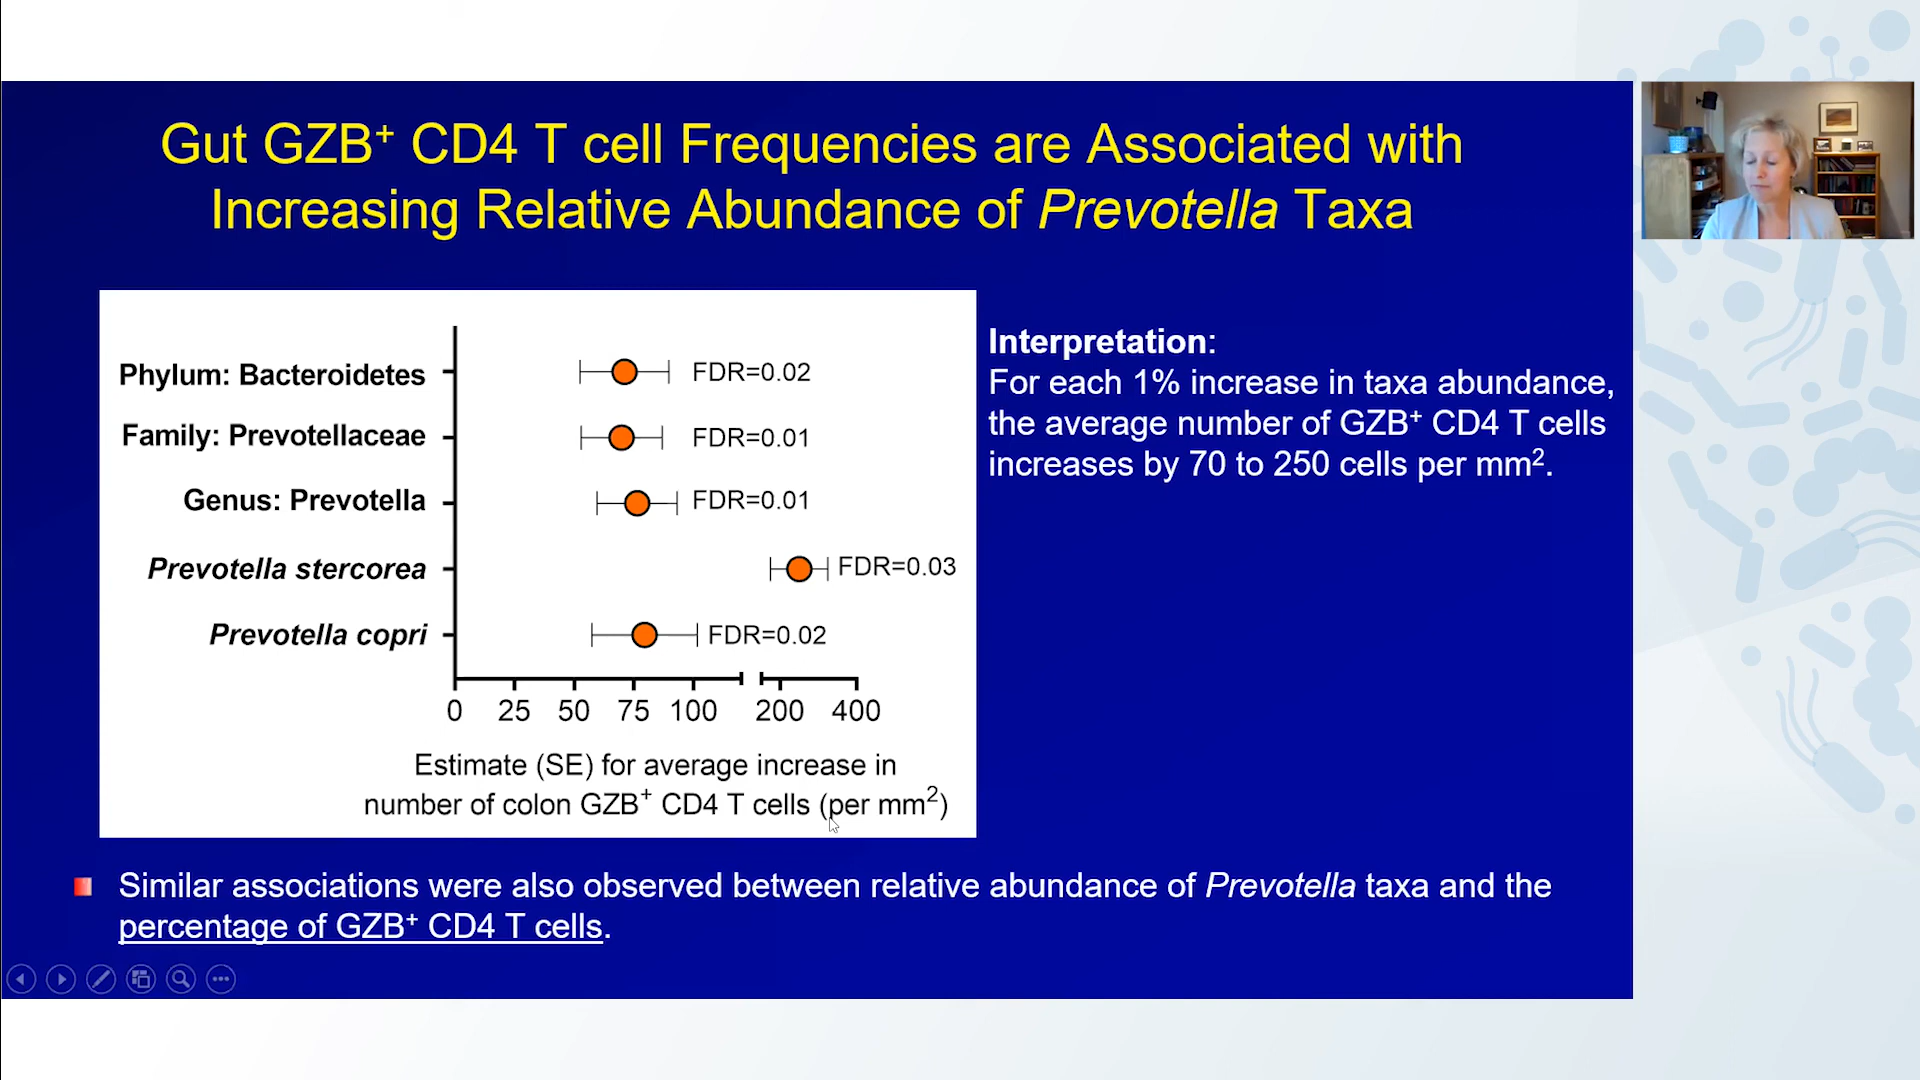 Gut GZB⁺ CD4 T cell Frequencies are Associated with
Increasing Relative Abundance of Prevotella Taxa
Phylum: Bacteroidetes
FDR=0.02
Family: Prevotellaceae
FDR=0.01
Genus: Prevotella
FDR=0.01
Prevotella stercorea
FDR=0.03
Prevotella copri
FDR=0.02
0 25 50 75 100 200 400
Estimate (SE) for average increase in
number of colon GZB⁺ CD4 T cells (per mm²)
Interpretation:
For each 1% increase in taxa abundance,
the average number of GZB⁺ CD4 T cells
increases by 70 to 250 cells per mm².
Similar associations were also observed between relative abundance of Prevotella taxa and the
percentage of GZB⁺ CD4 T cells.